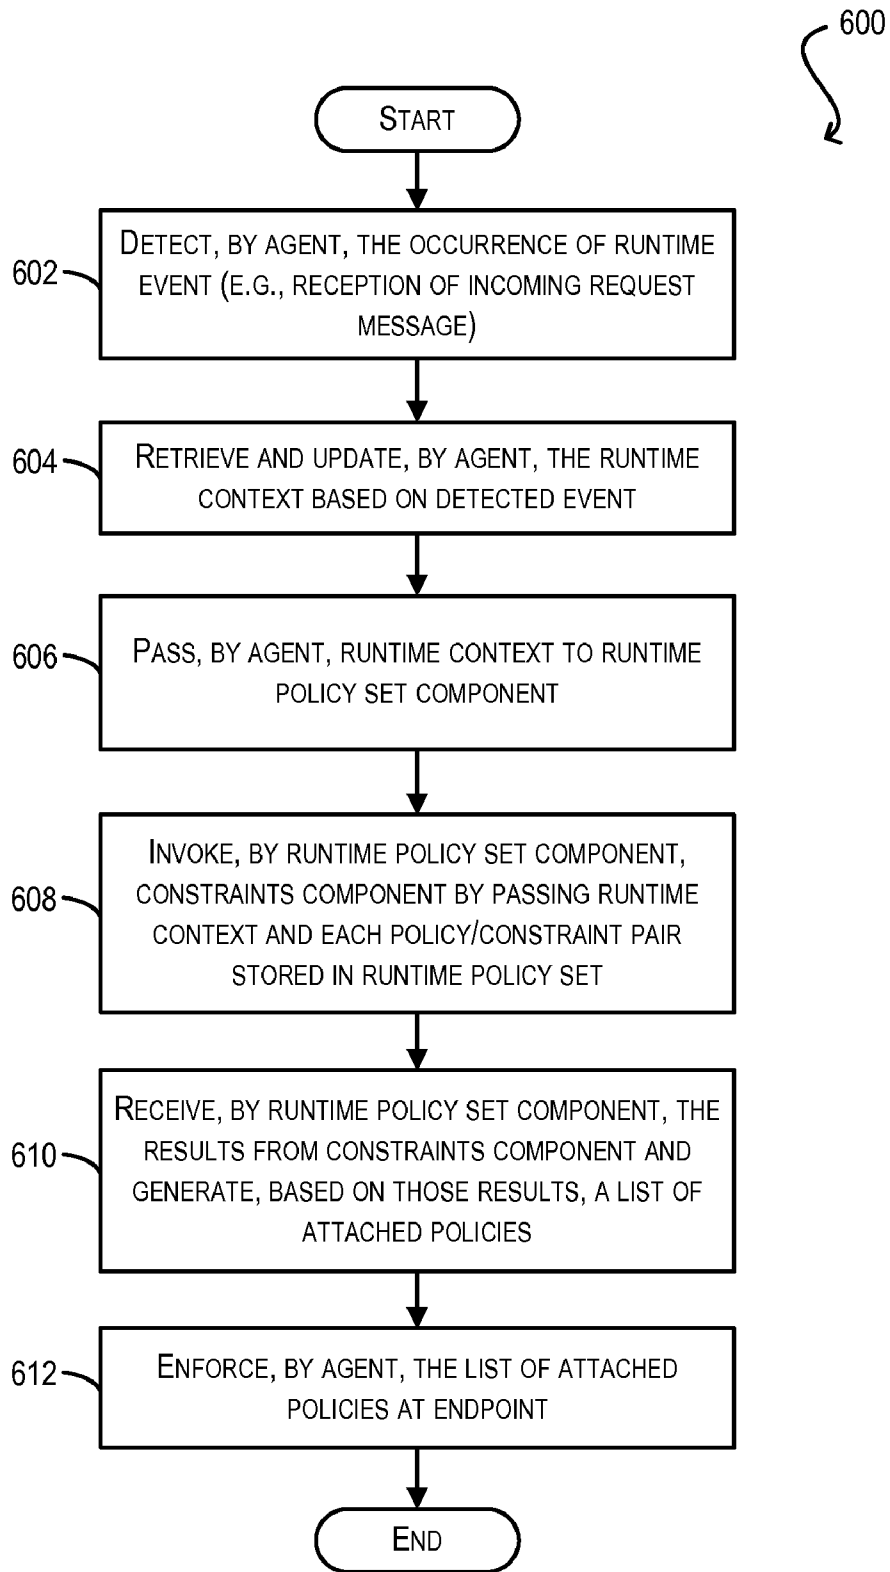 600
START
602
DETECT, BY AGENT, THE OCCURRENCE OF RUNTIME
EVENT (E.G., RECEPTION OF INCOMING REQUEST
MESSAGE)
604
RETRIEVE AND UPDATE, BY AGENT, THE RUNTIME
CONTEXT BASED ON DETECTED EVENT
606
PASS, BY AGENT, RUNTIME CONTEXT TO RUNTIME
POLICY SET COMPONENT
608
INVOKE, BY RUNTIME POLICY SET COMPONENT,
CONSTRAINTS COMPONENT BY PASSING RUNTIME
CONTEXT AND EACH POLICY/CONSTRAINT PAIR
STORED IN RUNTIME POLICY SET
610
RECEIVE, BY RUNTIME POLICY SET COMPONENT, THE
RESULTS FROM CONSTRAINTS COMPONENT AND
GENERATE, BASED ON THOSE RESULTS, A LIST OF
ATTACHED POLICIES
612
ENFORCE, BY AGENT, THE LIST OF ATTACHED
POLICIES AT ENDPOINT
END